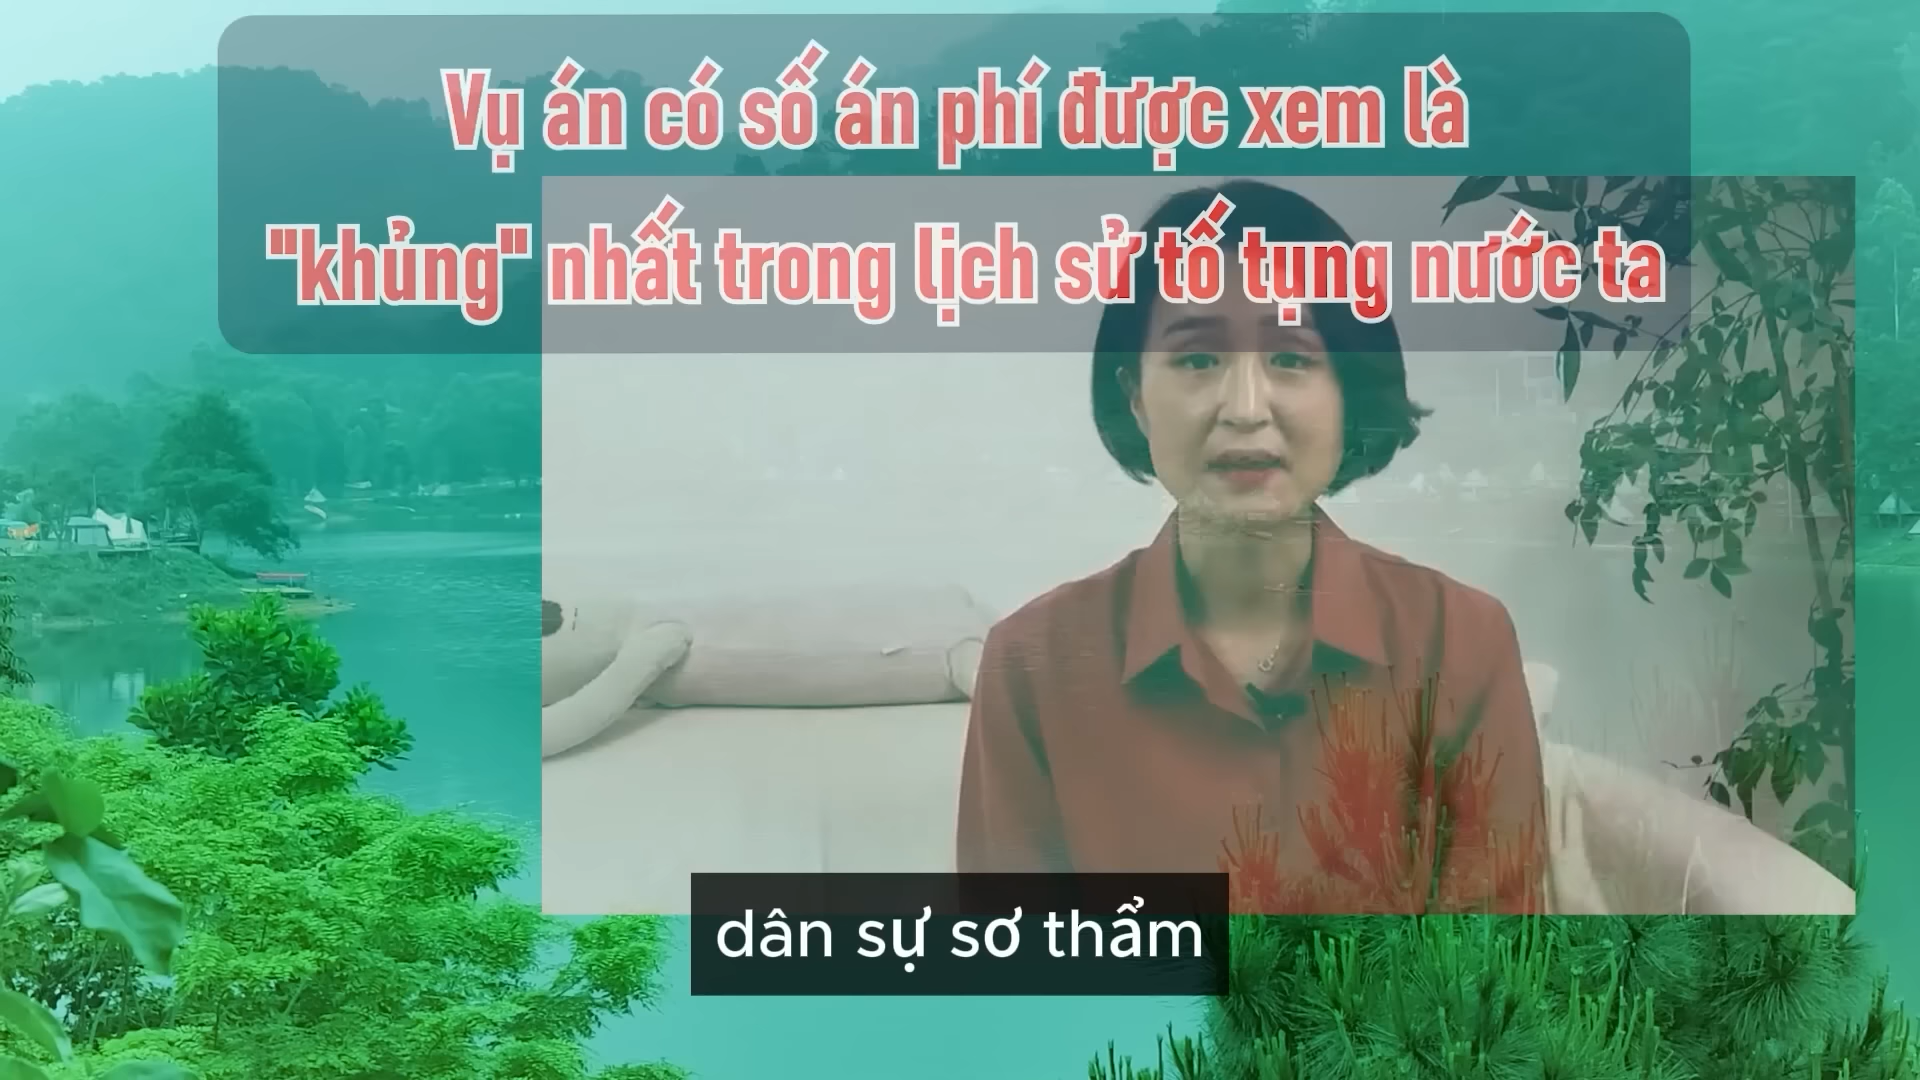 Vụ án có số án phí được xem là
"khủng" nhất trong lịch sử tố tụng nước ta
dân sự sơ thẩm